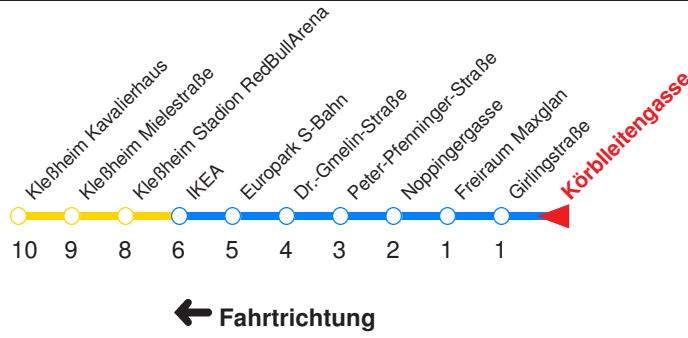 Kleßheim Kavalierhaus
Kleßheim Mielestraße
Kleßheim Stadion RedBullArena
IKEA
Europark S-Bahn
Dr.-Gmelin-Straße
Peter-Pfenninger-Straße
Noppingergasse
Freiraum Maxglan
Girlingstraße
Körblleitengasse
10 9 8 6 5 4 3 2 1 1
Fahrtrichtung